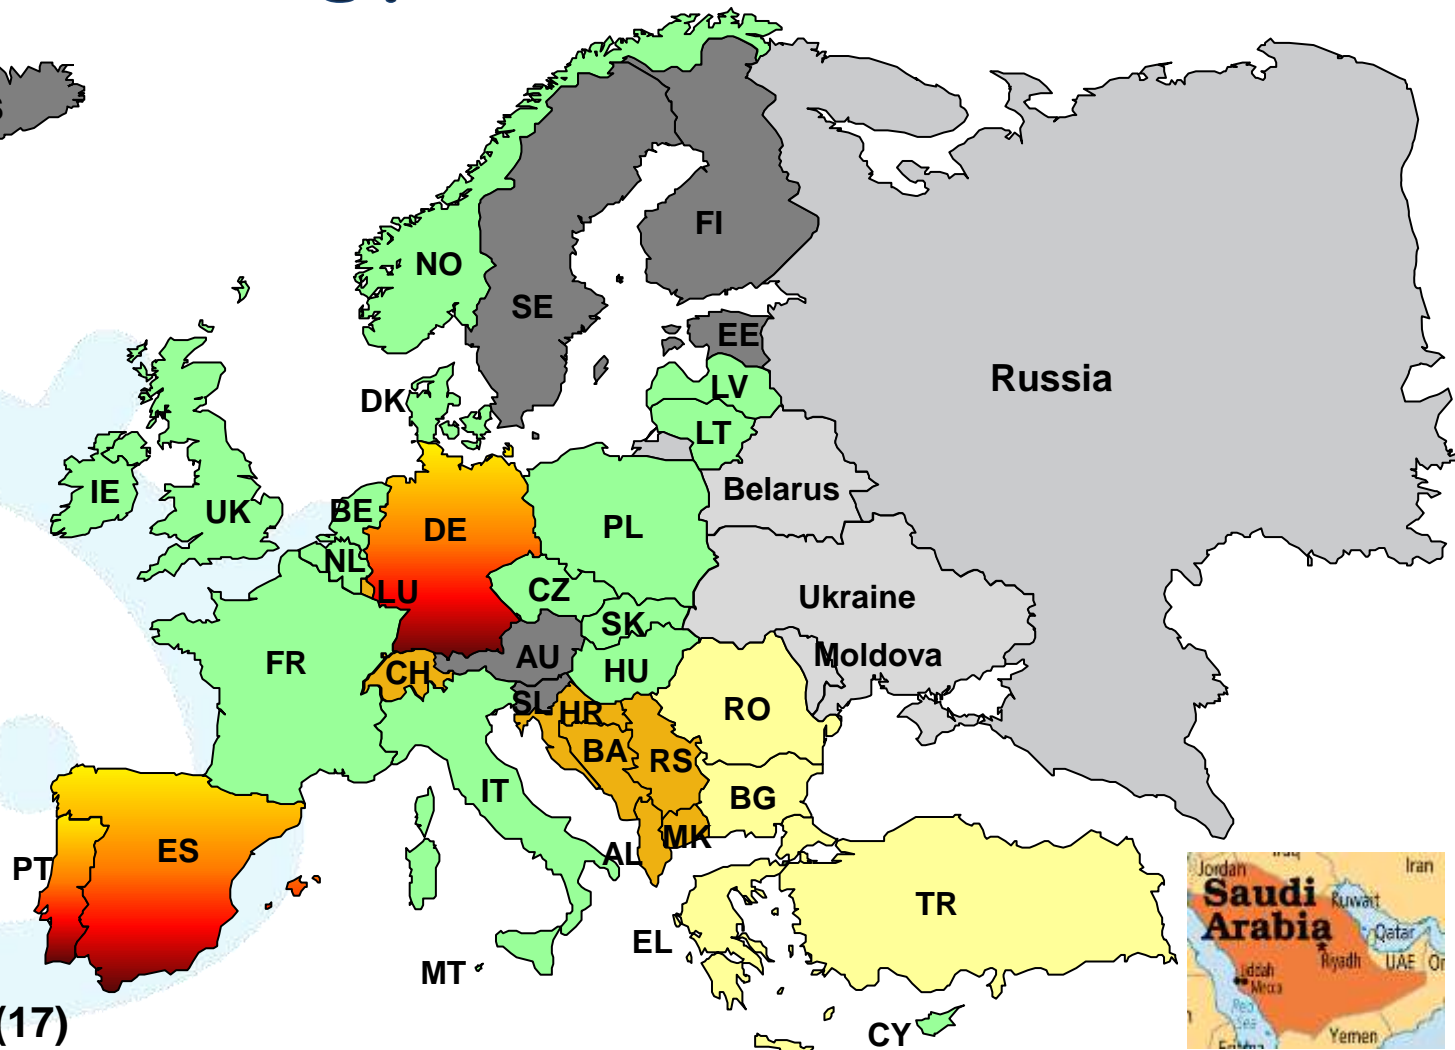 FI
NO
SE
EE
Russia
LV
DK
LT
IE
UK
BE
DE
PL
Belarus
NL
LU
CZ
Ukraine
SK
FR
CH
AU
HU
Moldova
SL
HR
RO
BA
RS
IT
BG
MK
AL
PT
ES
TR
EL
MT
CY
(17)
Jordan
Iran
Saudi
Arabia
Kuwait
Qatar
Riyadh
UAE
Jiddah
Mecca
Red
Sea
Yemen